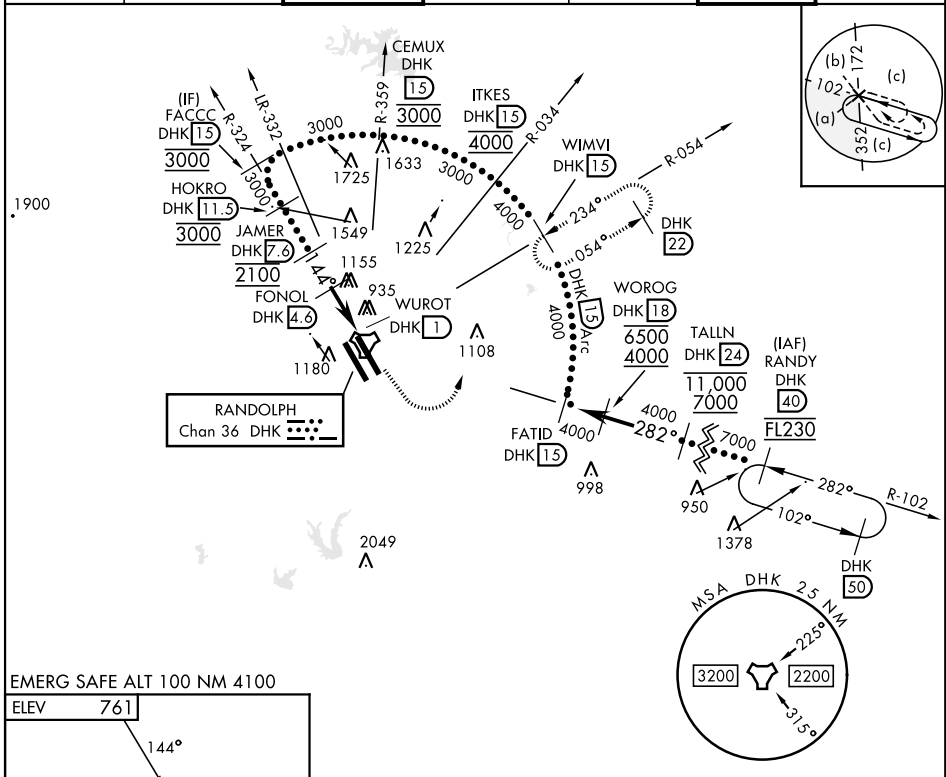 CEMUX
DHK
15
3000
R-359
(IF)
FACCC
DHK 15
3000
R-324
LR-332
3000
ITKES
DHK 15
4000
R-034
WIMVI
DHK 15
R-054
(b)
172
(c)
102
(a)
352
(c)
1725
1633
3000
3000
HOKRO
DHK 11.5
3000
1900
1549
1225
4000
234°
054°
DHK
22
JAMER
DHK 7.6
2100
144°
1155
935
FONOL
DHK 4.6
WUROT
DHK 1
1180
1108
DHK 15 Arc
4000
WOROG
DHK 18
6500
4000
TALLN
DHK 24
11,000
7000
(IAF)
RANDY
DHK
40
FL230
RANDOLPH
Chan 36 DHK
FATID
DHK 15
4000
4000
282°
7000
998
950
1378
282°
102°
R-102
DHK
50
2049
MSA DHK 25 NM
225°
3200
2200
315°
EMERG SAFE ALT 100 NM 4100
ELEV 761
144°